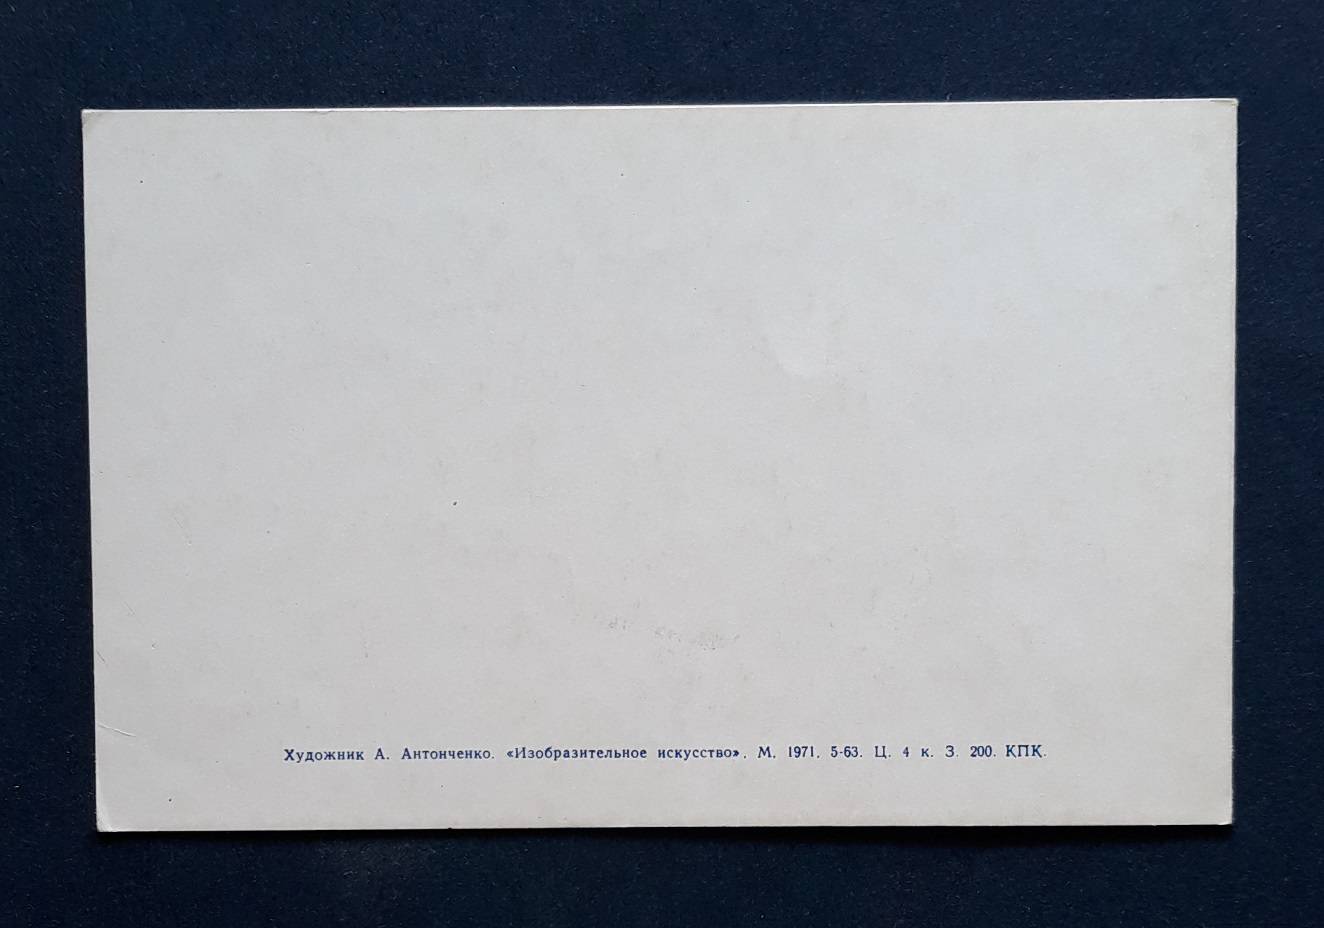 Художник А. Антонченко. «Изобразительное искусство». М. 1971. 5-63. Ц. 4 к. З. 200. КПК.